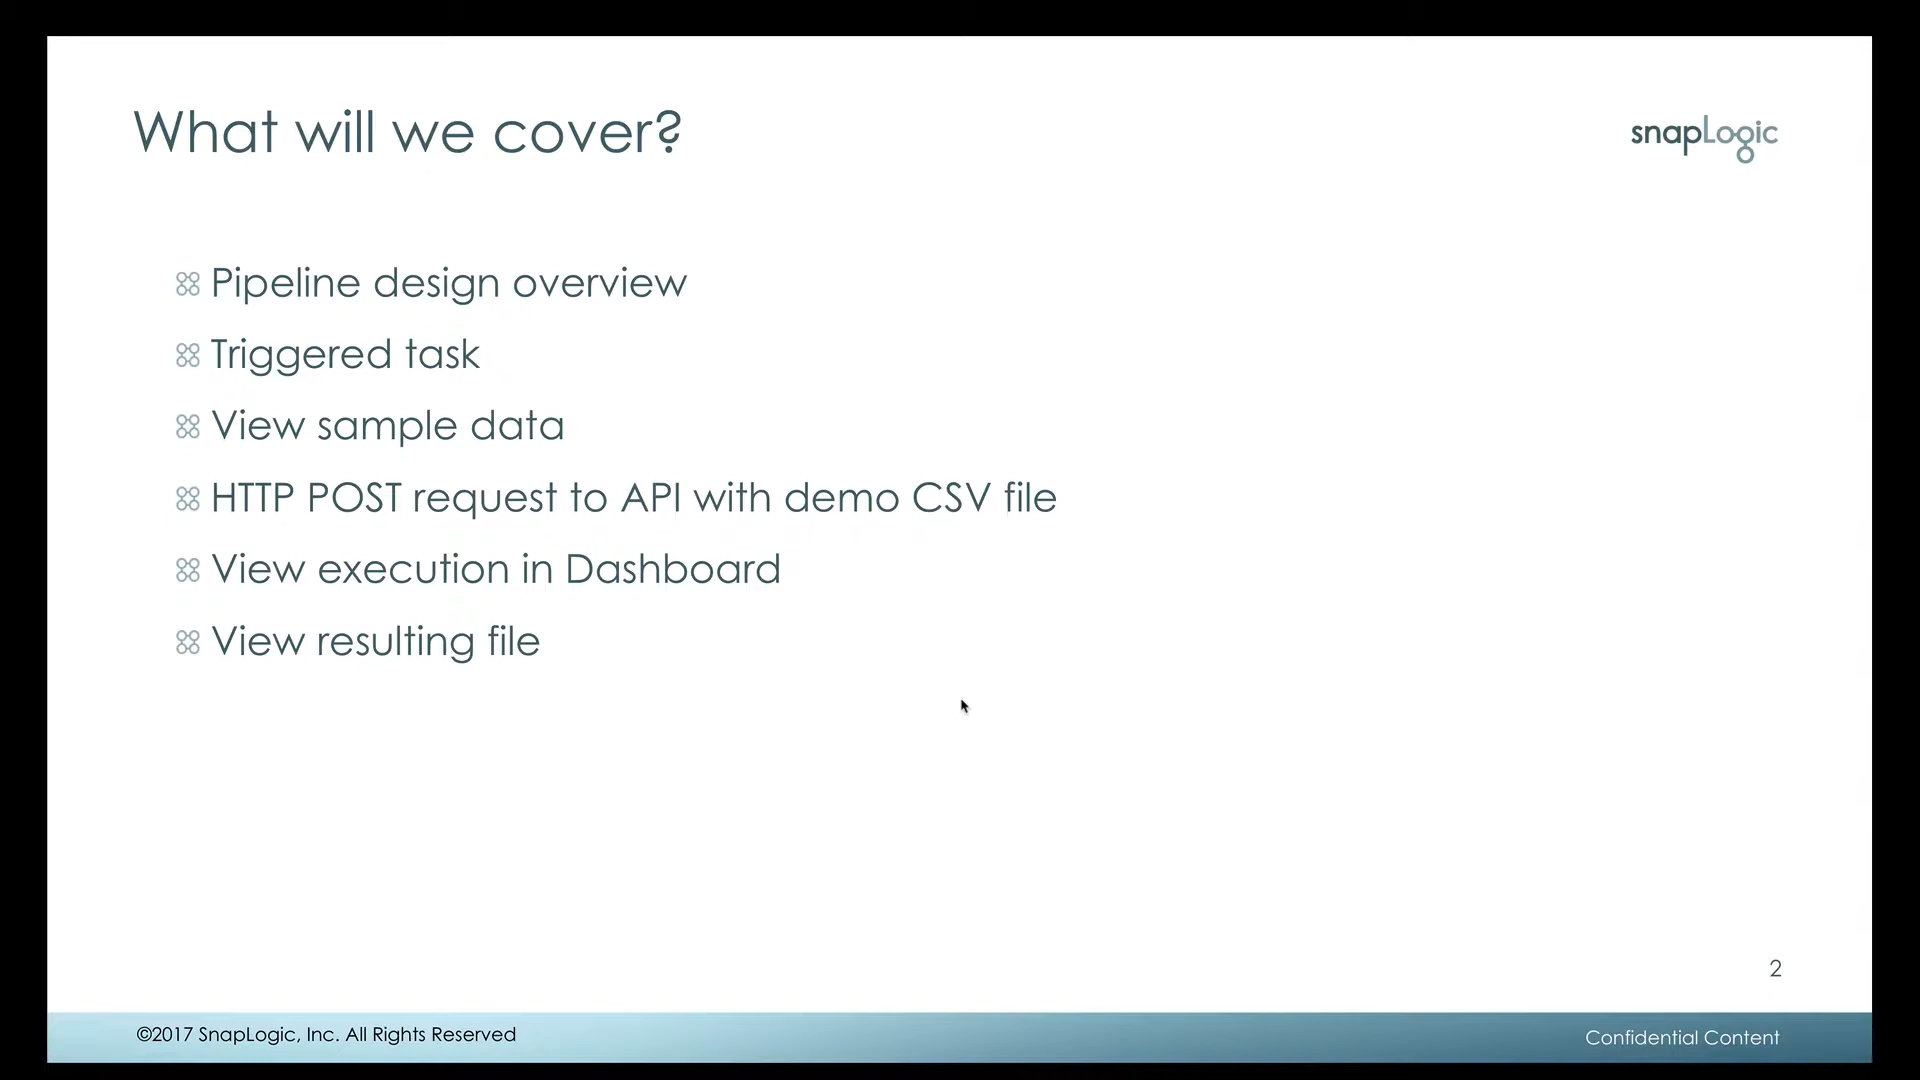 What will we cover?
snapLogic
Pipeline design overview
Triggered task
View sample data
HTTP POST request to API with demo CSV file
View execution in Dashboard
View resulting file
2
©2017 SnapLogic, Inc. All Rights Reserved
Confidential Content